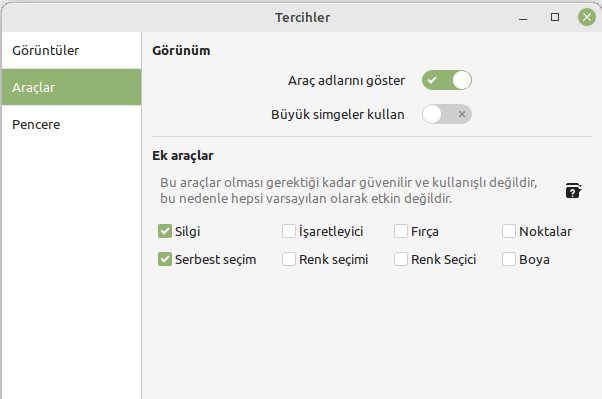 Tercihler
Görüntüler
Araçlar
Pencere
Görünüm
Araç adlarını göster
Büyük simgeler kullan
Ek araçlar
Bu araçlar olması gerektiği kadar güvenilir ve kullanışlı değildir,
bu nedenle hepsi varsayılan olarak etkin değildir.
Silgi İşaretleyici Fırça Noktalar
Serbest seçim Renk seçimi Renk Seçici Boya